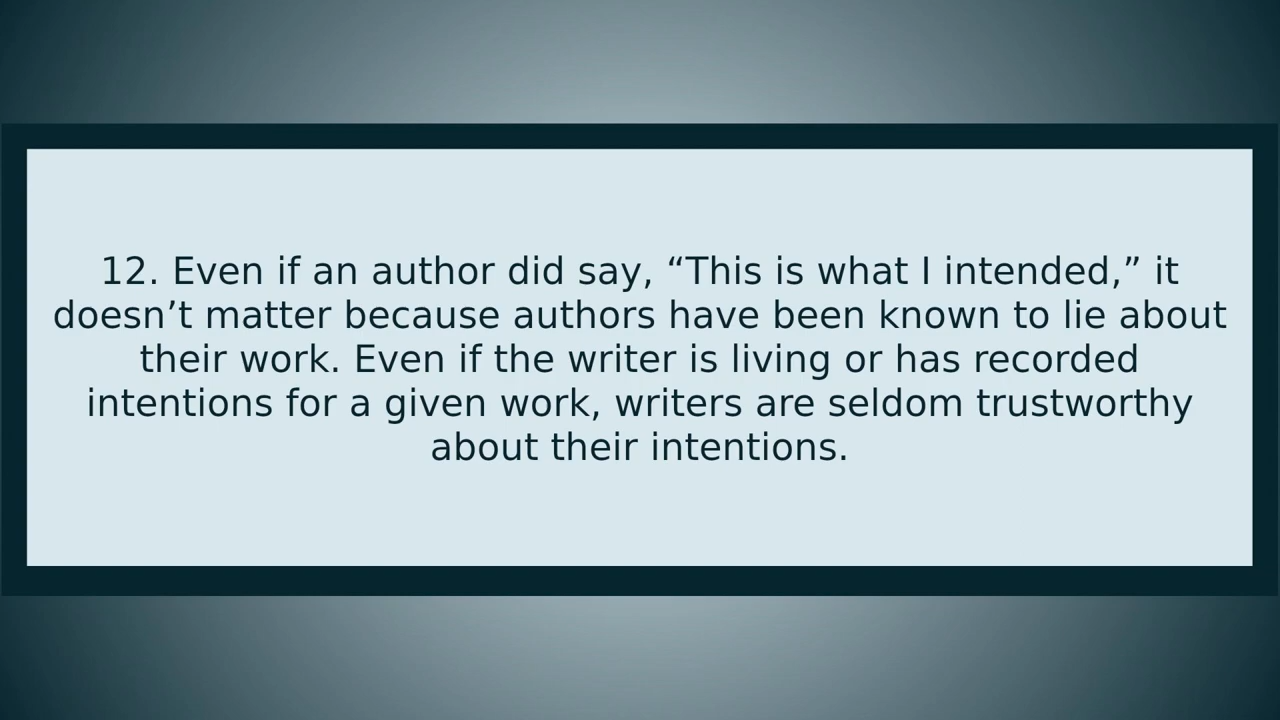 12. Even if an author did say, “This is what I intended,” it
doesn’t matter because authors have been known to lie about
their work. Even if the writer is living or has recorded
intentions for a given work, writers are seldom trustworthy
about their intentions.